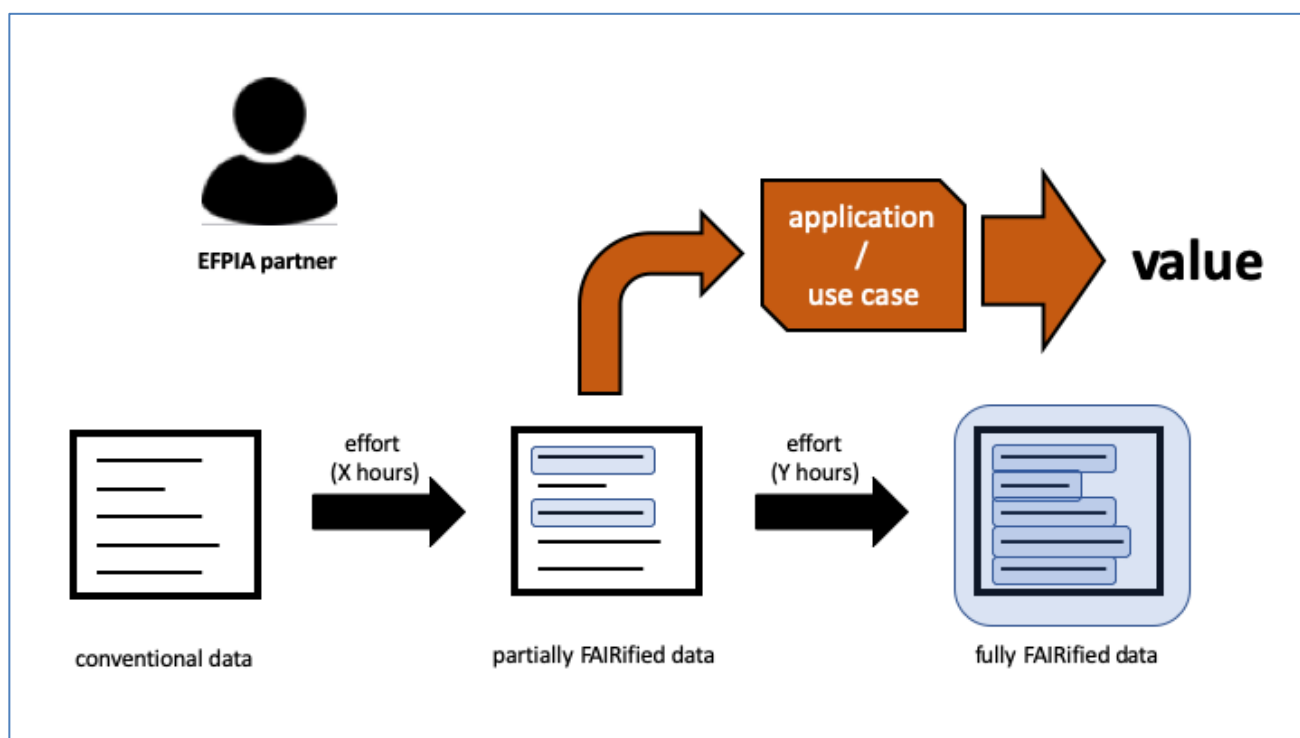 EFPIA partner
application
/
use case
value
effort
(X hours)
effort
(Y hours)
conventional data
partially FAIRified data
fully FAIRified data